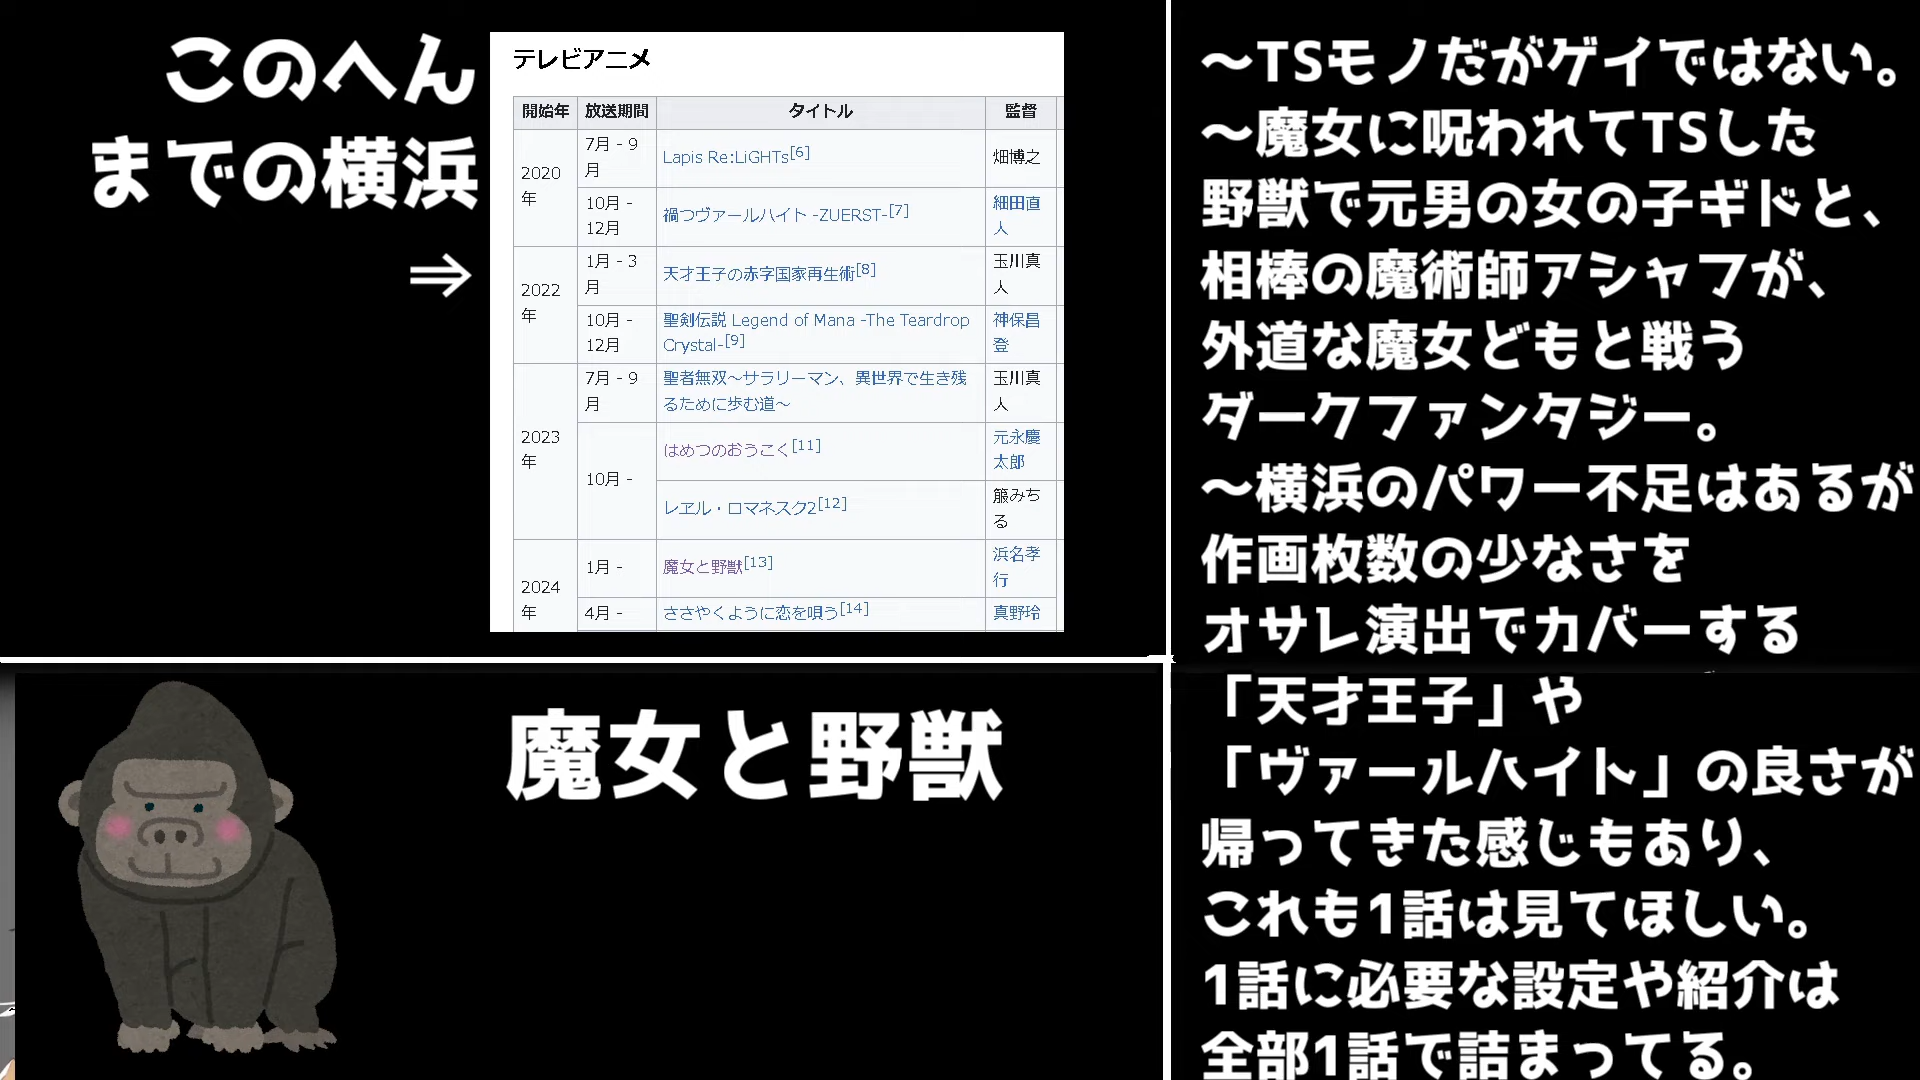 このへん
までの横浜
⇒
テレビアニメ
開始年 放送期間 タイトル 監督
2020年 7月 - 9月 Lapis Re:LiGHTs[6] 畑博之
10月 - 12月 禍つヴァールハイト -ZUERST-[7] 細田直人
2022年 1月 - 3月 天才王子の赤字国家再生術[8] 玉川真人
10月 - 12月 聖剣伝説 Legend of Mana -The Teardrop Crystal-[9] 神保昌登
2023年 7月 - 9月 聖者無双〜サラリーマン、異世界で生き残るために歩む道〜 玉川真人
10月 - はめつのおうこく[11] 元永慶太郎
レヱル・ロマネスク2[12] 籏みちる
2024年 1月 - 魔女と野獣[13] 浜名孝行
4月 - ささやくように恋を唄う[14] 真野玲
魔女と野獣
〜TSモノだがゲイではない。
〜魔女に呪われてTSした
野獣で元男の女の子ギドと、
相棒の魔術師アシャフが、
外道な魔女どもと戦う
ダークファンタジー。
〜横浜のパワー不足はあるが
作画枚数の少なさを
オサレ演出でカバーする
「天才王子」や
「ヴァールハイト」の良さが
帰ってきた感じもあり、
これも1話は見てほしい。
1話に必要な設定や紹介は
全部1話で詰まってる。